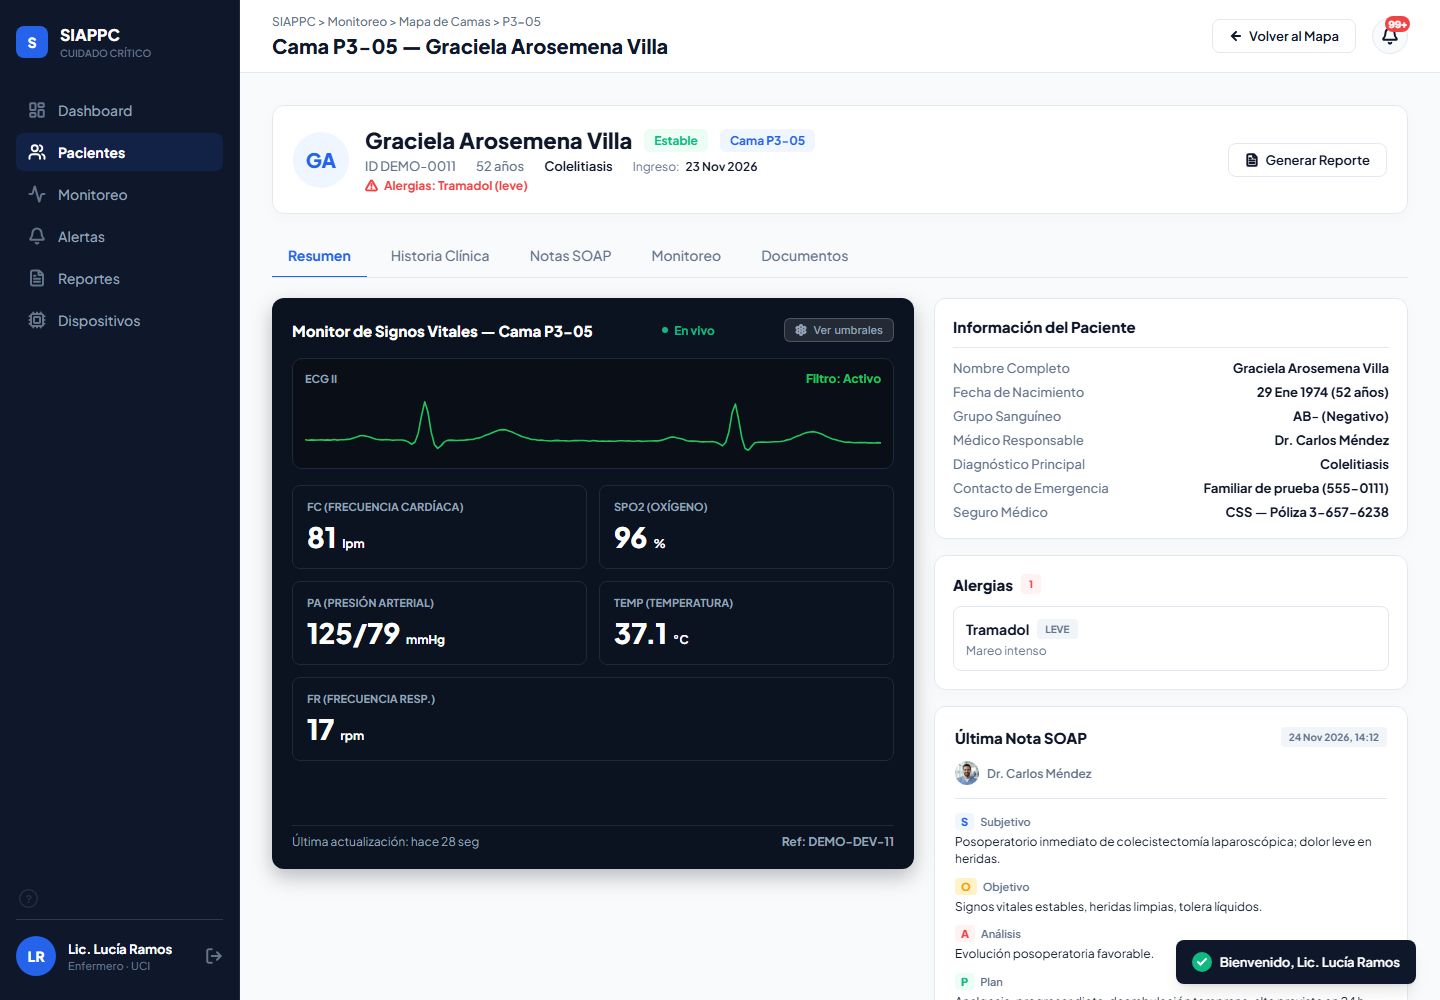 S
SIAPPC
CUIDADO CRÍTICO
Dashboard
Pacientes
Monitoreo
Alertas
Reportes
Dispositivos
?
LR
Lic. Lucía Ramos
Enfermero · UCI
SIAPPC > Monitoreo > Mapa de Camas > P3-05
Cama P3-05 — Graciela Arosemena Villa
Volver al Mapa
99+
GA
Graciela Arosemena Villa Estable Cama P3-05
ID DEMO-0011 52 años Colelitiasis Ingreso: 23 Nov 2026
Alergias: Tramadol (leve)
Generar Reporte
Resumen Historia Clínica Notas SOAP Monitoreo Documentos
Monitor de Signos Vitales — Cama P3-05 En vivo Ver umbrales
ECG II Filtro: Activo
FC (FRECUENCIA CARDÍACA)
81 lpm
SPO2 (OXÍGENO)
96 %
PA (PRESIÓN ARTERIAL)
125/79 mmHg
TEMP (TEMPERATURA)
37.1 °C
FR (FRECUENCIA RESP.)
17 rpm
Última actualización: hace 28 seg Ref: DEMO-DEV-11
Información del Paciente
Nombre Completo Graciela Arosemena Villa
Fecha de Nacimiento 29 Ene 1974 (52 años)
Grupo Sanguíneo AB- (Negativo)
Médico Responsable Dr. Carlos Méndez
Diagnóstico Principal Colelitiasis
Contacto de Emergencia Familiar de prueba (555-0111)
Seguro Médico CSS — Póliza 3-657-6238
Alergias 1
Tramadol LEVE
Mareo intenso
Última Nota SOAP 24 Nov 2026, 14:12
Dr. Carlos Méndez
S Subjetivo
Posoperatorio inmediato de colecistectomía laparoscópica; dolor leve en
heridas.
O Objetivo
Signos vitales estables, heridas limpias, tolera líquidos.
A Análisis
Evolución posoperatoria favorable.
P Plan
Bienvenido, Lic. Lucía Ramos